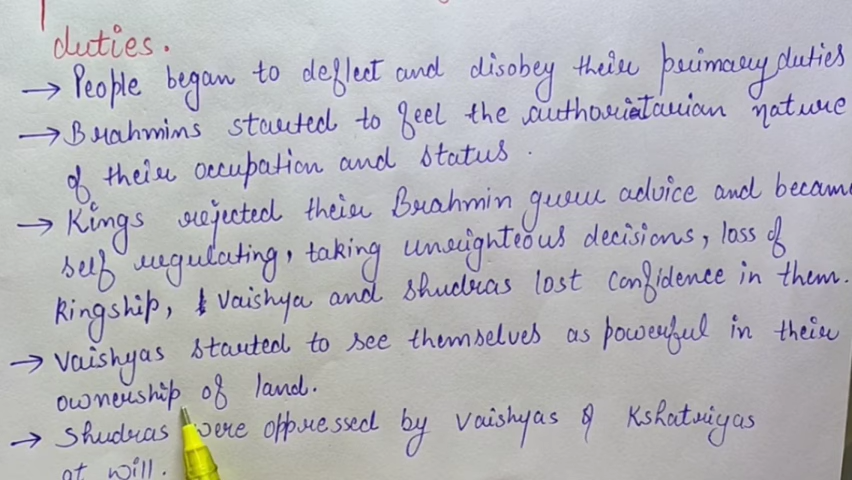 duties.
→ People began to deflect and disobey their primary duties
→ Brahmins started to feel the authoritarian nature
of their occupation and status.
→ Kings rejected their Brahmin guru advice and becam
self regulating, taking unrighteous decisions, loss of
kingship, Vaishya and Shudras lost confidence in them.
→ Vaishyas started to see themselves as powerful in their
ownership of land.
→ Shudras were oppressed by Vaishyas & Kshatriyas
at will.